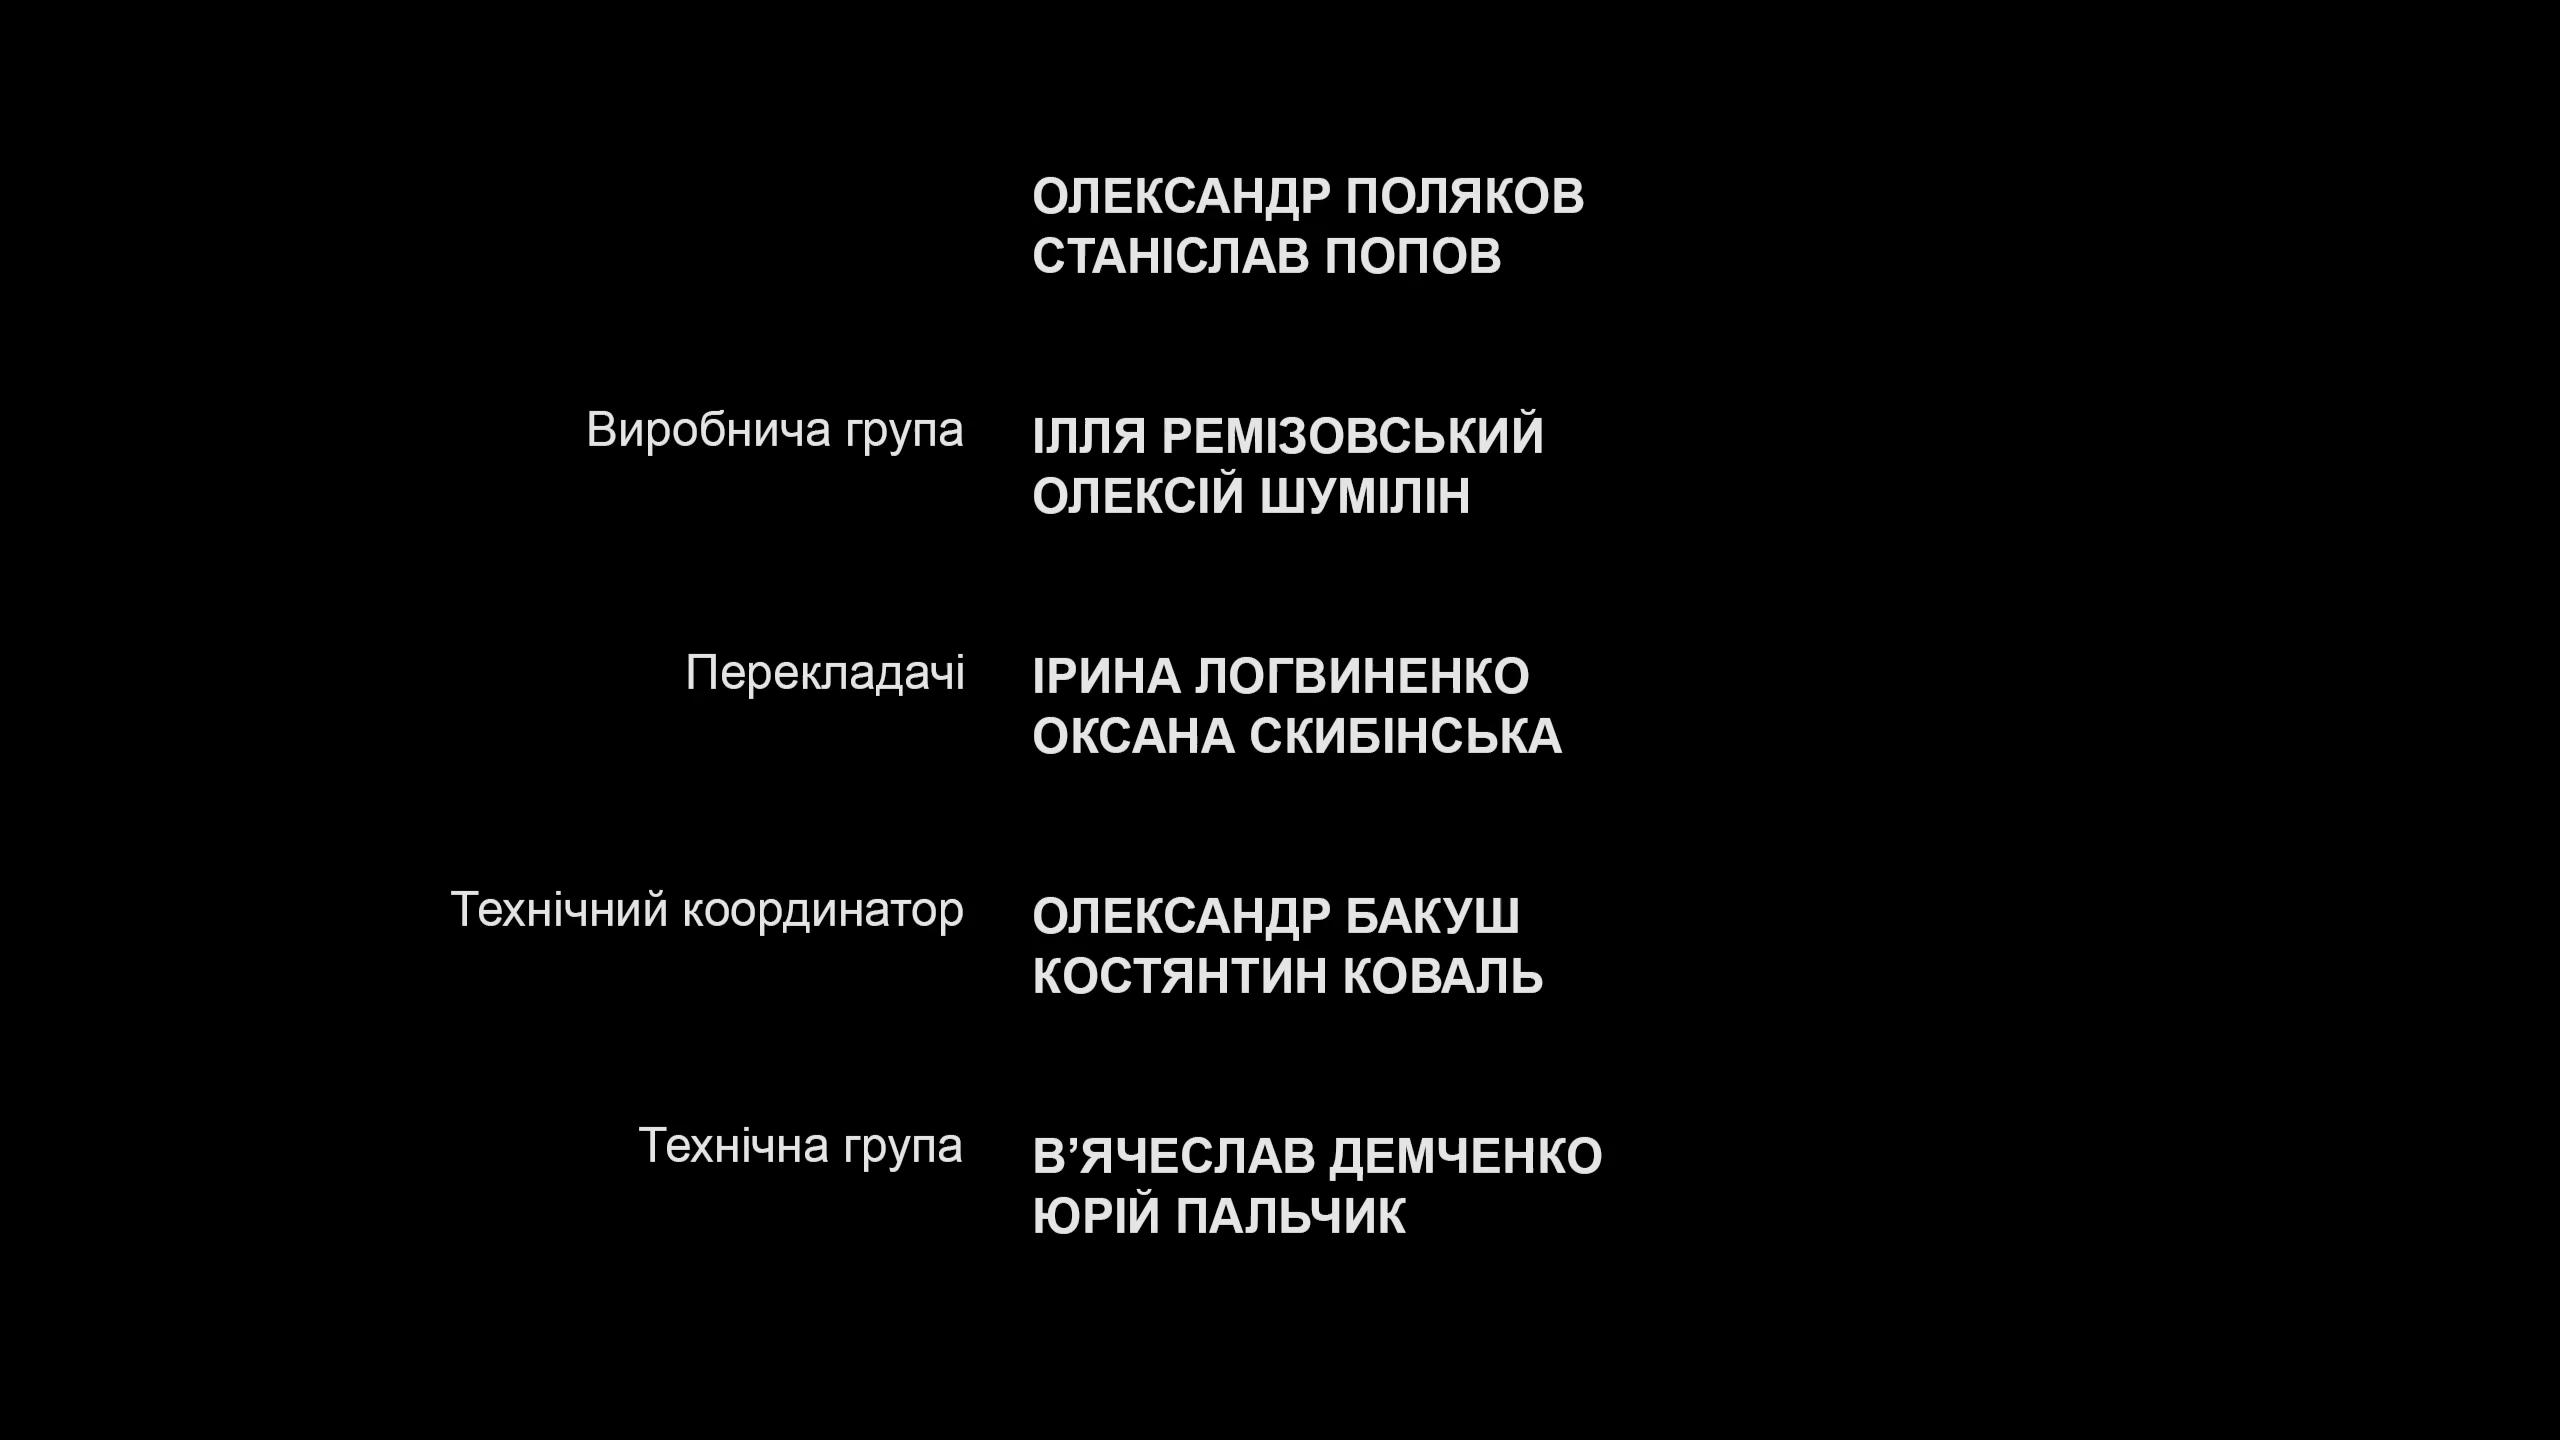 ОЛЕКСАНДР ПОЛЯКОВ
СТАНІСЛАВ ПОПОВ
Виробнича група ІЛЛЯ РЕМІЗОВСЬКИЙ
ОЛЕКСІЙ ШУМІЛІН
Перекладачі ІРИНА ЛОГВИНЕНКО
ОКСАНА СКИБІНСЬКА
Технічний координатор ОЛЕКСАНДР БАКУШ
КОСТЯНТИН КОВАЛЬ
Технічна група В’ЯЧЕСЛАВ ДЕМЧЕНКО
ЮРІЙ ПАЛЬЧИК